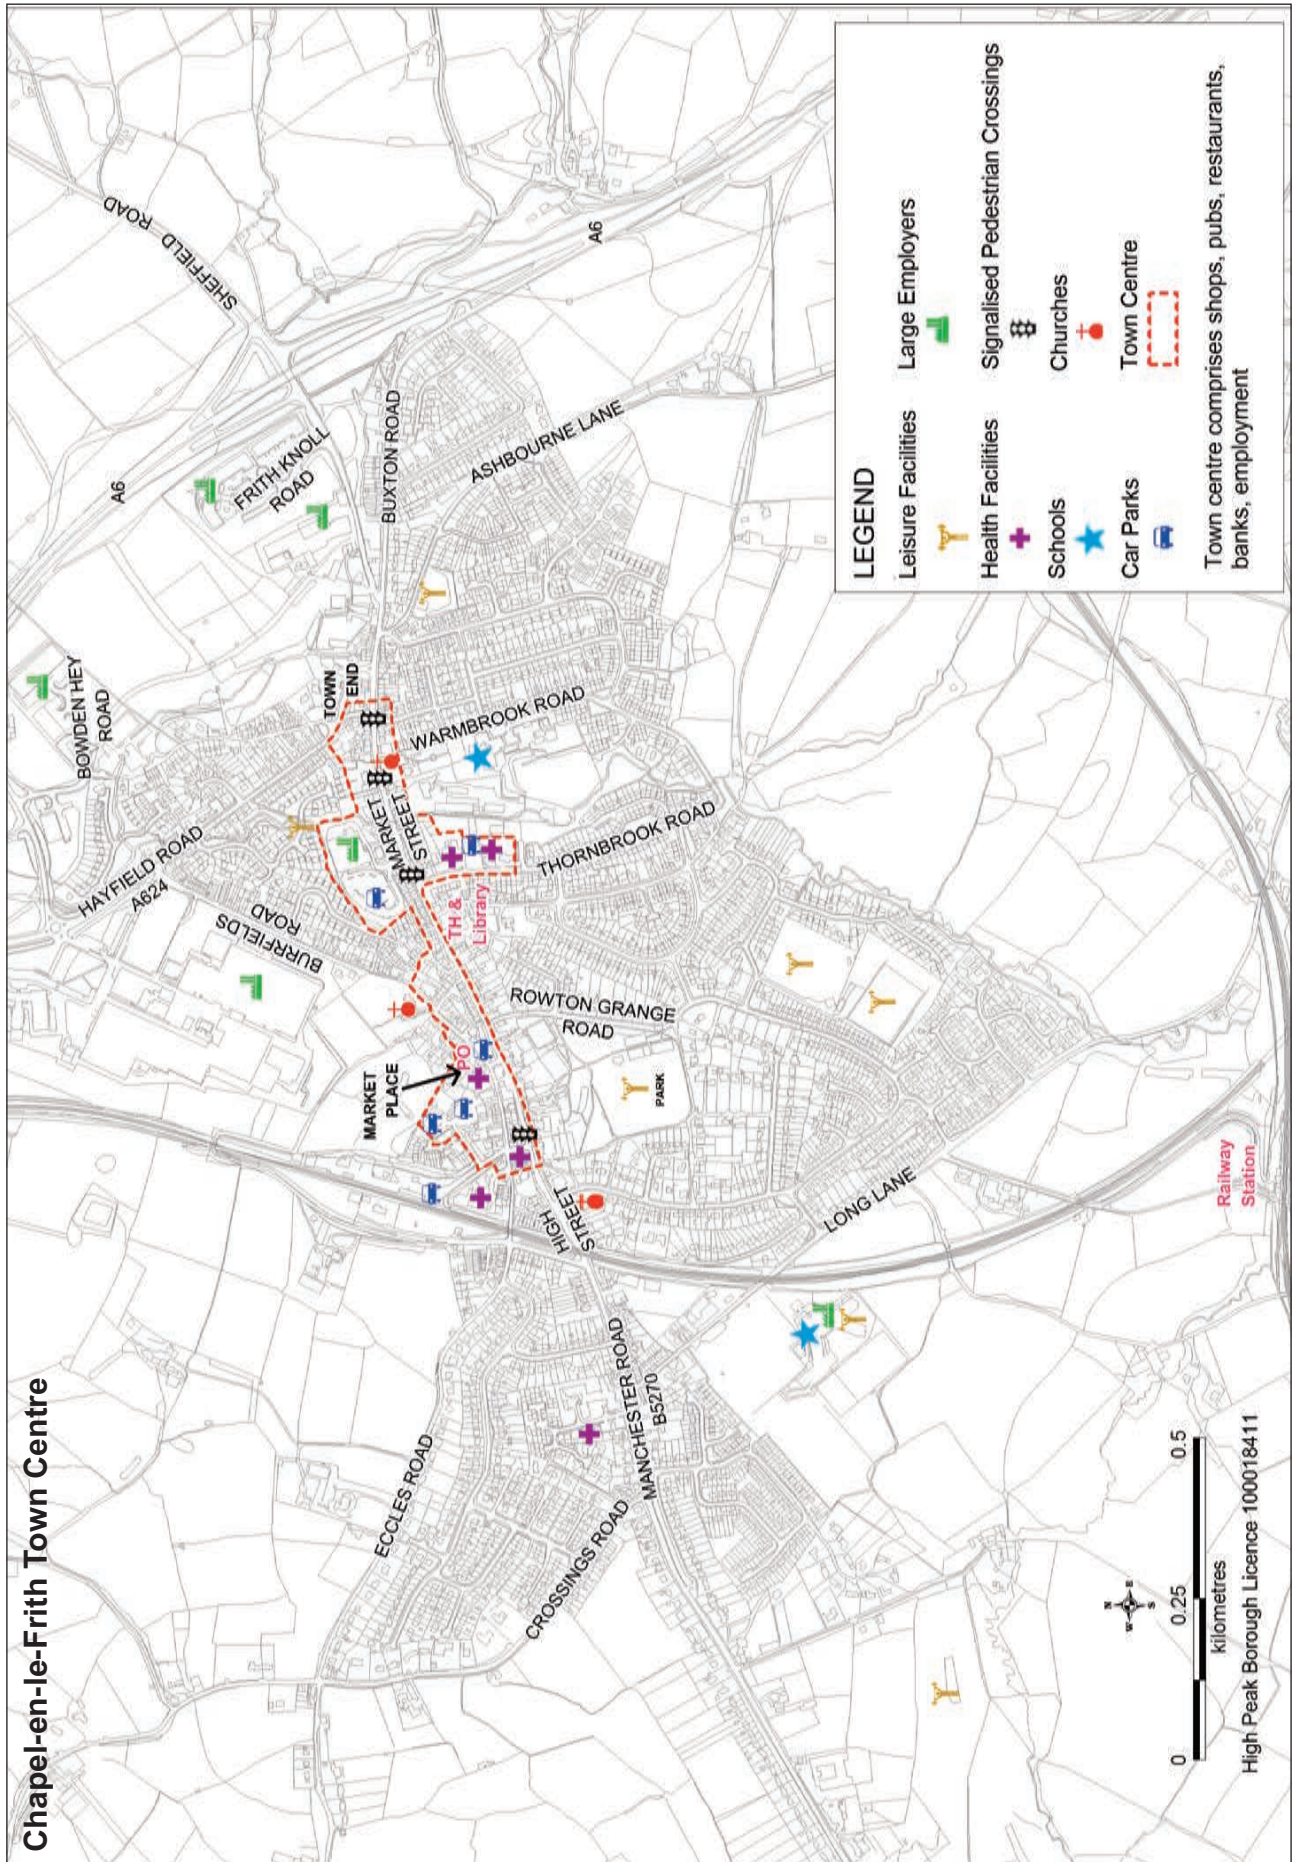 Chapel-en-le-Frith Town Centre
SHEFFIELD ROAD
A6
A6
FRITH KNOLL
ROAD
BUXTON ROAD
ASHBOURNE LANE
BOWDEN HEY
ROAD
TOWN
END
WARMBROOK ROAD
HAYFIELD ROAD
A624
MARKET
STREET
THORNBROOK ROAD
BURRFIELDS
ROAD
TH &
Library
ROWTON GRANGE
ROAD
MARKET
PLACE
PO
PARK
HIGH
STREET
LONG LANE
Railway
Station
ECCLES ROAD
MANCHESTER ROAD
B5270
CROSSINGS ROAD
LEGEND
Leisure Facilities
Large Employers
Health Facilities
Signalised Pedestrian Crossings
Schools
Churches
Car Parks
Town Centre
Town centre comprises shops, pubs, restaurants,
banks, employment
N
W E
S
0 0.25 0.5
kilometres
High Peak Borough Licence 100018411